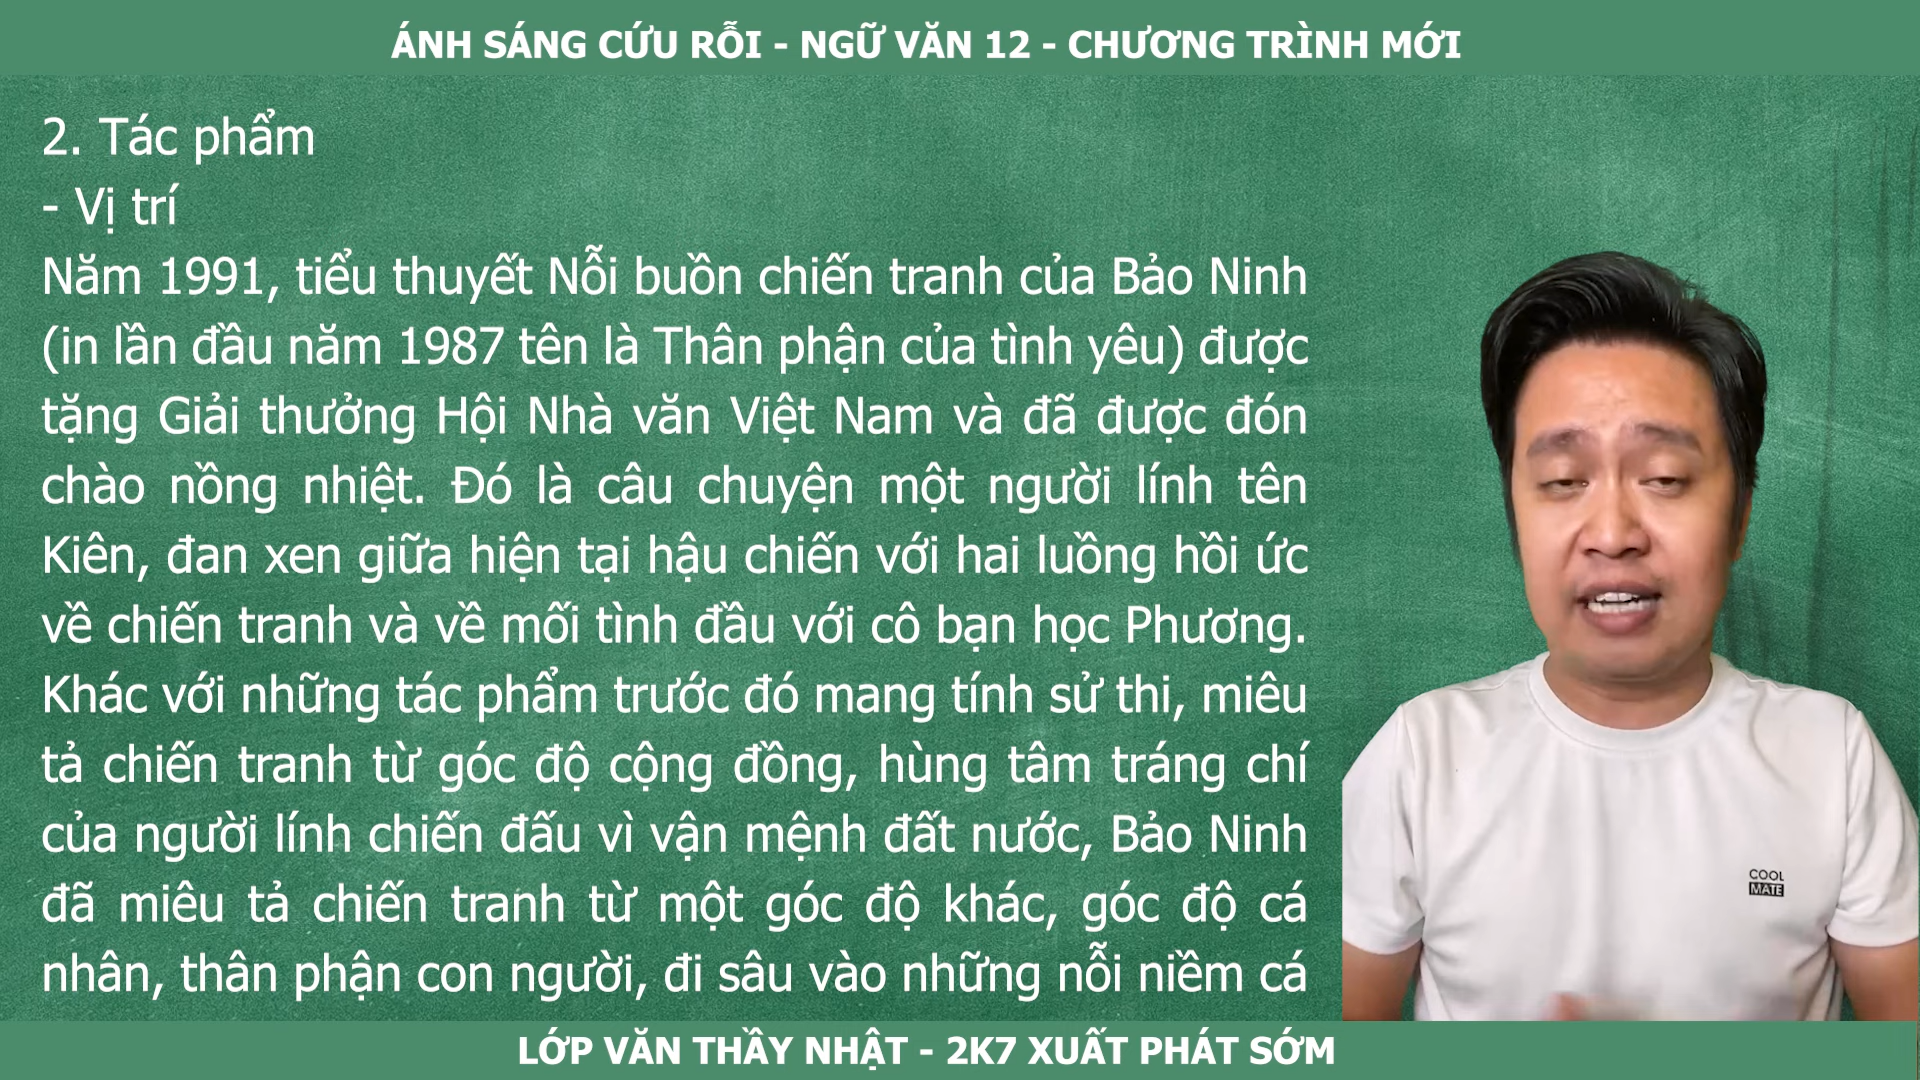 ÁNH SÁNG CỨU RỖI - NGỮ VĂN 12 - CHƯƠNG TRÌNH MỚI
2. Tác phẩm
- Vị trí
Năm 1991, tiểu thuyết Nỗi buồn chiến tranh của Bảo Ninh
(in lần đầu năm 1987 tên là Thân phận của tình yêu) được
tặng Giải thưởng Hội Nhà văn Việt Nam và đã được đón
chào nồng nhiệt. Đó là câu chuyện một người lính tên
Kiên, đan xen giữa hiện tại hậu chiến với hai luồng hồi ức
về chiến tranh và về mối tình đầu với cô bạn học Phương.
Khác với những tác phẩm trước đó mang tính sử thi, miêu
tả chiến tranh từ góc độ cộng đồng, hùng tâm tráng chí
của người lính chiến đấu vì vận mệnh đất nước, Bảo Ninh
đã miêu tả chiến tranh từ một góc độ khác, góc độ cá
nhân, thân phận con người, đi sâu vào những nỗi niềm cá
COOL
MATE
LỚP VĂN THẦY NHẬT - 2K7 XUẤT PHÁT SỚM